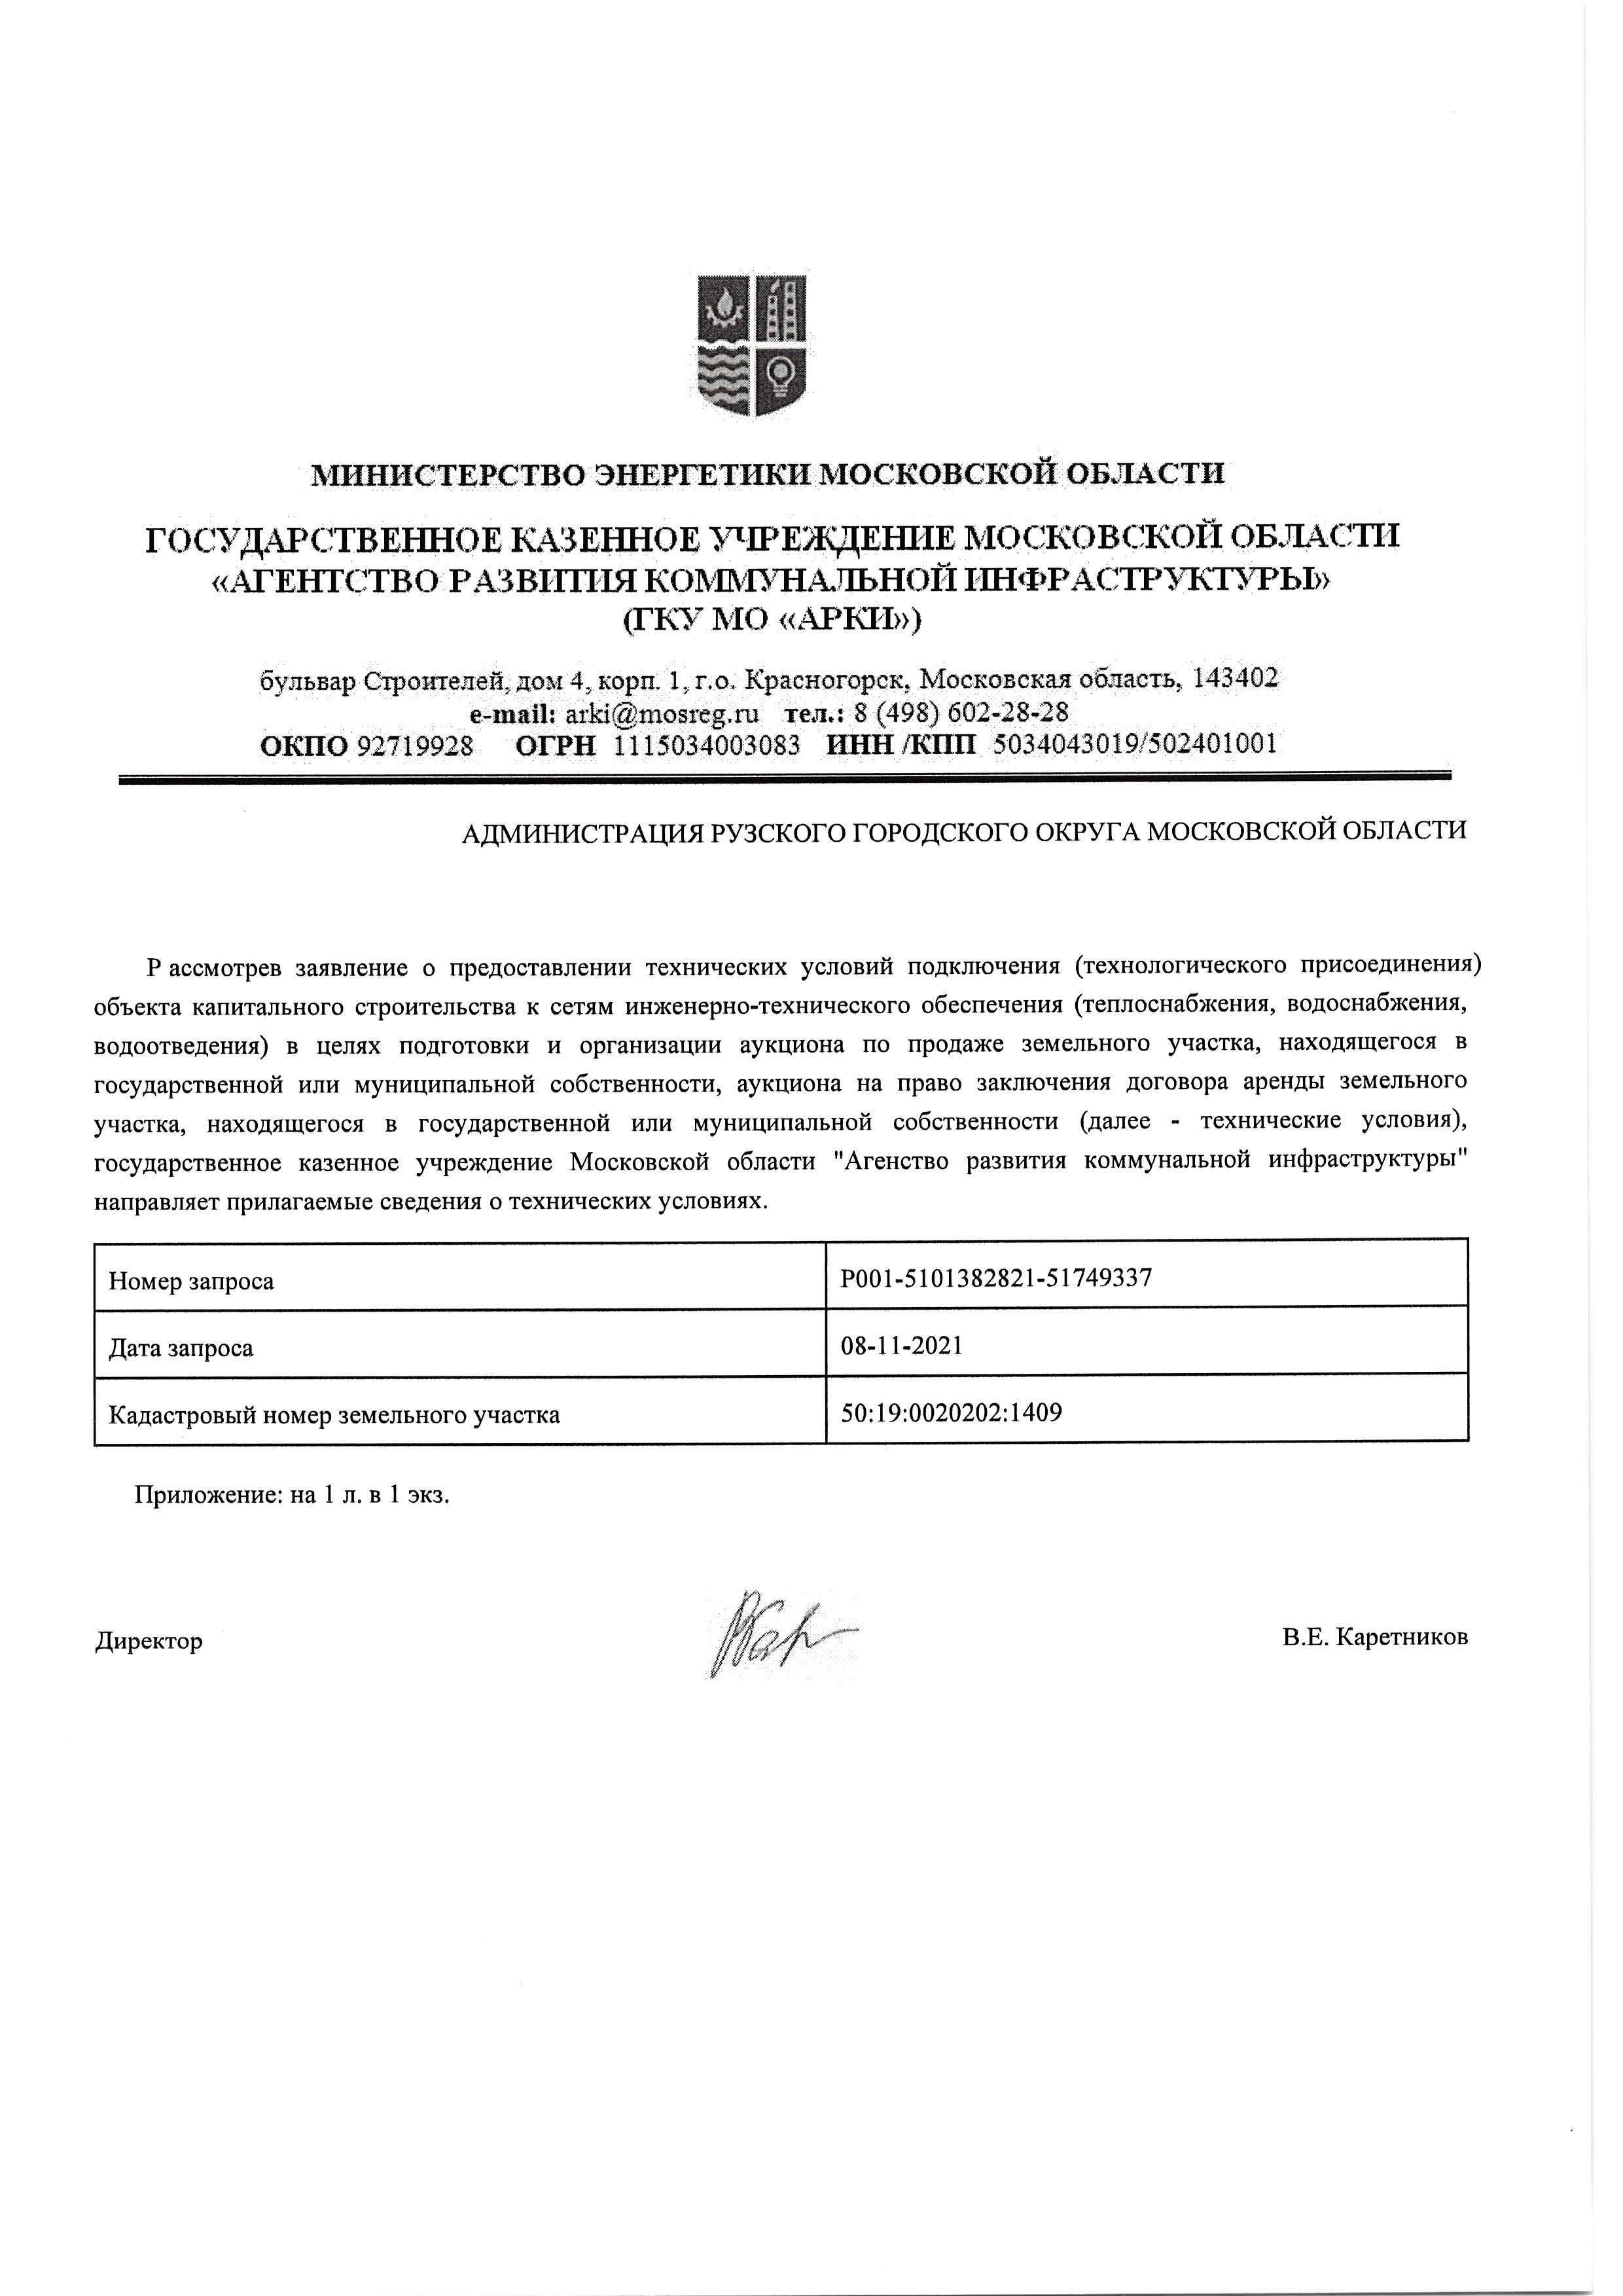 МИНИСТЕРСТВО ЭНЕРГЕТИКИ МОСКОВСКОЙ ОБЛАСТИ
ГОСУДАРСТВЕННОЕ КАЗЕННОЕ УЧРЕЖДЕНИЕ МОСКОВСКОЙ ОБЛАСТИ
«АГЕНТСТВО РАЗВИТИЯ КОММУНАЛЬНОЙ ИНФРАСТРУКТУРЫ»
(ГКУ МО «АРКИ»)
бульвар Строителей, дом 4, корп. 1, г.о. Красногорск, Московская область, 143402
e-mail: arki@mosreg.ru тел.: 8 (498) 602-28-28
ОКПО 92719928 ОГРН 1115034003083 ИНН /КПП 5034043019/502401001
АДМИНИСТРАЦИЯ РУЗСКОГО ГОРОДСКОГО ОКРУГА МОСКОВСКОЙ ОБЛАСТИ
Р ассмотрев заявление о предоставлении технических условий подключения (технологического присоединения)
объекта капитального строительства к сетям инженерно-технического обеспечения (теплоснабжения, водоснабжения,
водоотведения) в целях подготовки и организации аукциона по продаже земельного участка, находящегося в
государственной или муниципальной собственности, аукциона на право заключения договора аренды земельного
участка, находящегося в государственной или муниципальной собственности (далее - технические условия),
государственное казенное учреждение Московской области "Агенство развития коммунальной инфраструктуры"
направляет прилагаемые сведения о технических условиях.
Номер запроса P001-5101382821-51749337
Дата запроса 08-11-2021
Кадастровый номер земельного участка 50:19:0020202:1409
Приложение: на 1 л. в 1 экз.
Директор В.Е. Каретников